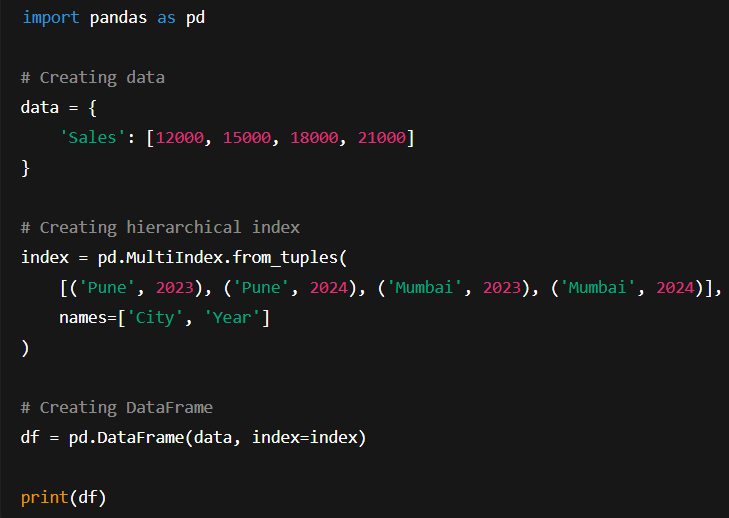 import pandas as pd
# Creating data
data = {
    'Sales': [12000, 15000, 18000, 21000]
}
# Creating hierarchical index
index = pd.MultiIndex.from_tuples(
    [('Pune', 2023), ('Pune', 2024), ('Mumbai', 2023), ('Mumbai', 2024)],
    names=['City', 'Year']
)
# Creating DataFrame
df = pd.DataFrame(data, index=index)
print(df)